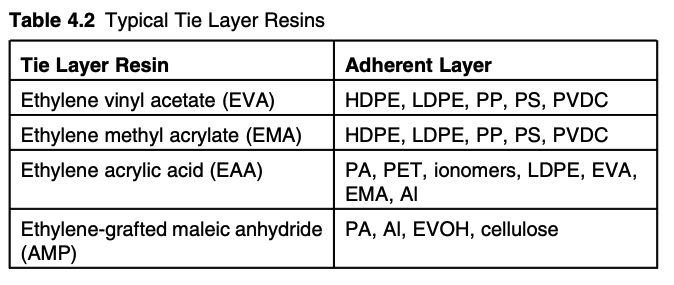 Table 4.2 Typical Tie Layer Resins
Tie Layer Resin Adherent Layer
Ethylene vinyl acetate (EVA) HDPE, LDPE, PP, PS, PVDC
Ethylene methyl acrylate (EMA) HDPE, LDPE, PP, PS, PVDC
Ethylene acrylic acid (EAA) PA, PET, ionomers, LDPE, EVA,
EMA, Al
Ethylene-grafted maleic anhydride PA, Al, EVOH, cellulose
(AMP)